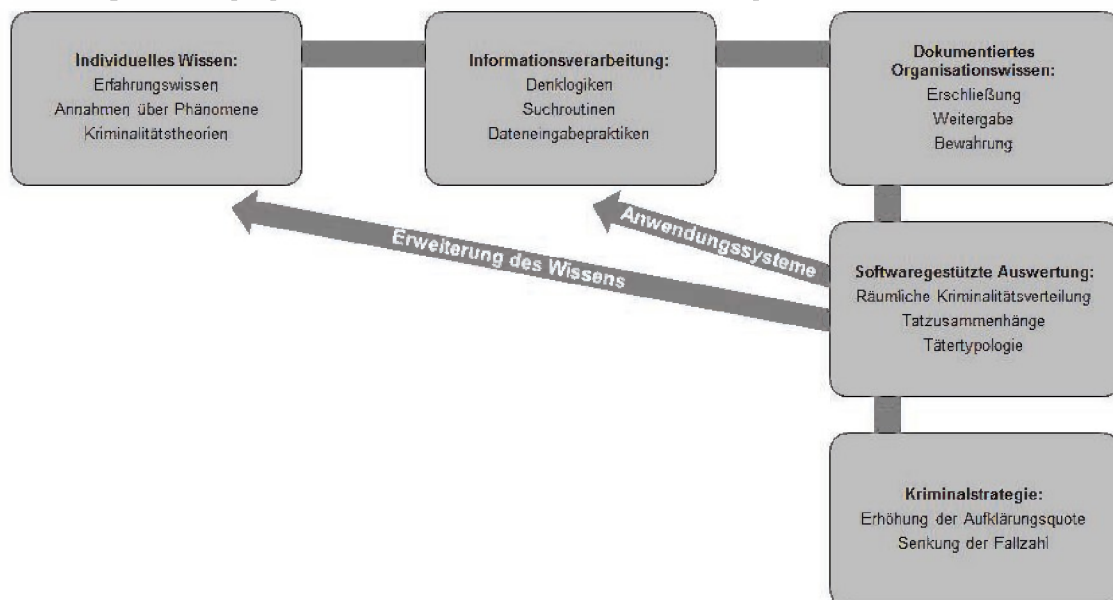 Individuelles Wissen:
Erfahrungswissen
Annahmen über Phänomene
Kriminalitätstheorien
Informationsverarbeitung:
Denklogiken
Suchroutinen
Dateneingabepraktiken
Dokumentiertes
Organisationswissen:
Erschließung
Weitergabe
Bewahrung
Anwendungssysteme
Erweiterung des Wissens
Softwaregestützte Auswertung:
Räumliche Kriminalitätsverteilung
Tatzusammenhänge
Tätertypologie
Kriminalstrategie:
Erhöhung der Aufklärungsquote
Senkung der Fallzahl